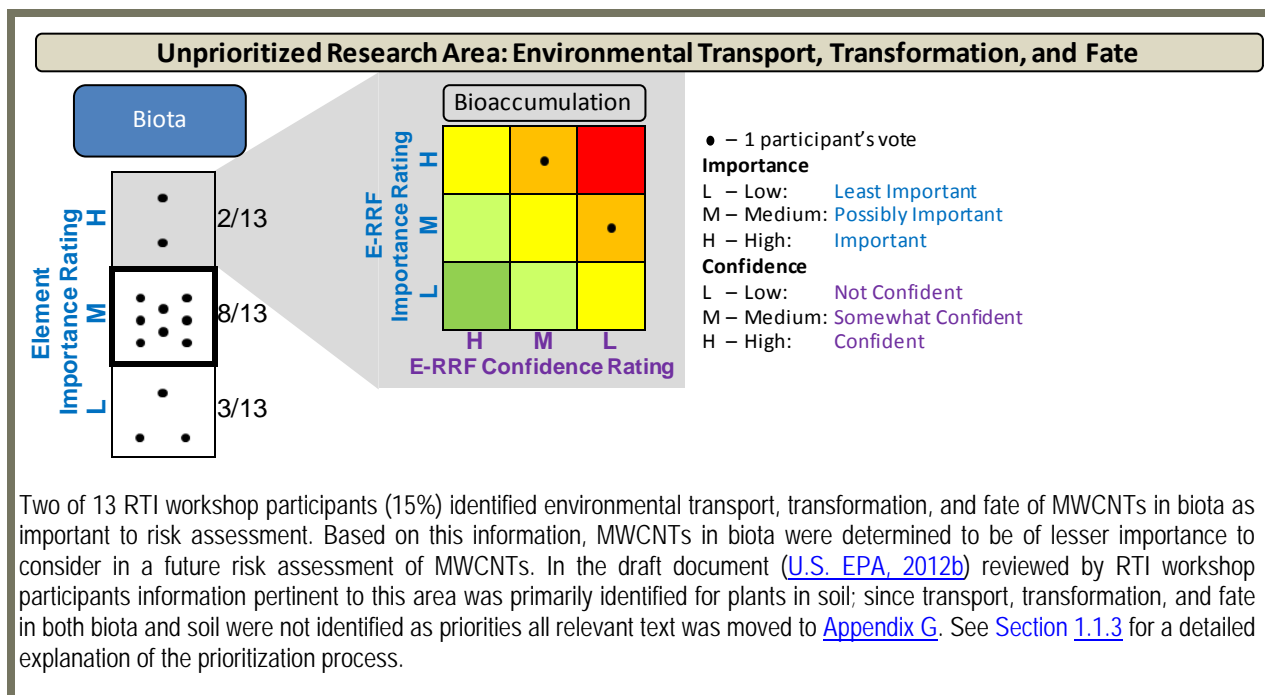 Unprioritized Research Area: Environmental Transport, Transformation, and Fate
Biota
Element
Importance Rating
H
2/13
M
8/13
L
3/13
Bioaccumulation
E-RRF
Importance Rating
H
M
L
H M L
E-RRF Confidence Rating
● – 1 participant's vote
Importance
L – Low: Least Important
M – Medium: Possibly Important
H – High: Important
Confidence
L – Low: Not Confident
M – Medium: Somewhat Confident
H – High: Confident
Two of 13 RTI workshop participants (15%) identified environmental transport, transformation, and fate of MWCNTs in biota as
important to risk assessment. Based on this information, MWCNTs in biota were determined to be of lesser importance to
consider in a future risk assessment of MWCNTs. In the draft document (U.S. EPA, 2012b) reviewed by RTI workshop
participants information pertinent to this area was primarily identified for plants in soil; since transport, transformation, and fate
in both biota and soil were not identified as priorities all relevant text was moved to Appendix G. See Section 1.1.3 for a detailed
explanation of the prioritization process.